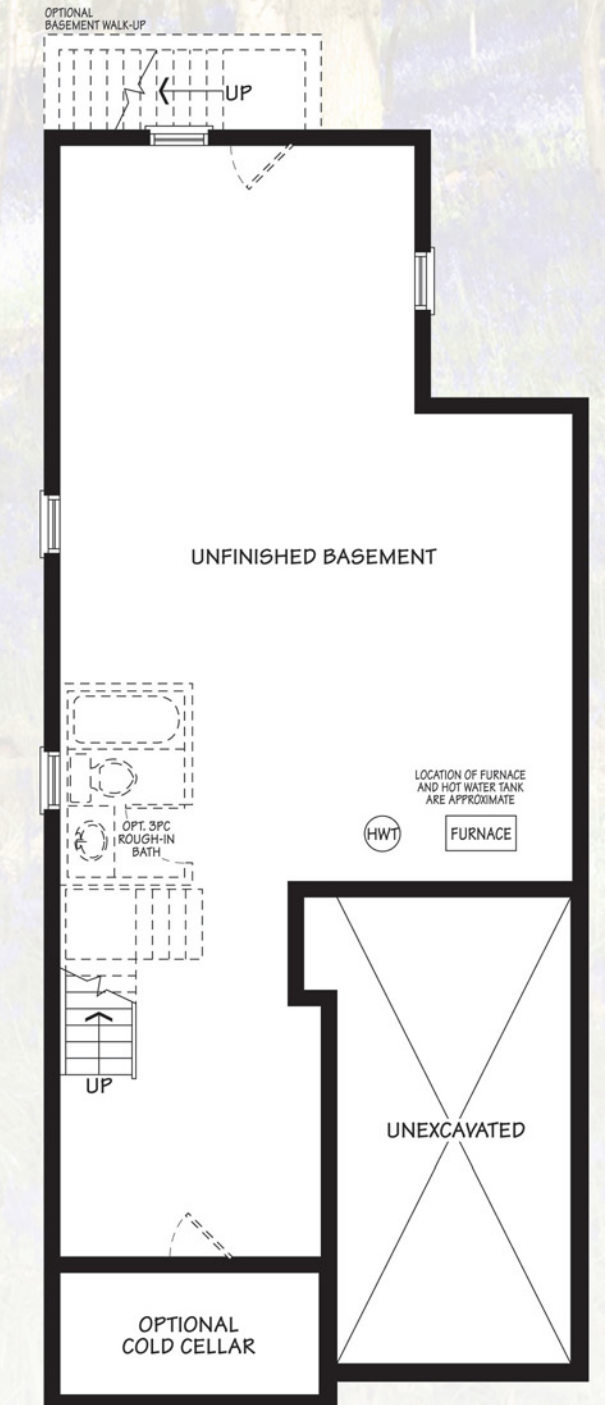 OPTIONAL
BASEMENT WALK-UP
UP
UNFINISHED BASEMENT
LOCATION OF FURNACE
AND HOT WATER TANK
ARE APPROXIMATE
HWT
FURNACE
OPT. 3PC
ROUGH-IN
BATH
UP
UNEXCAVATED
OPTIONAL
COLD CELLAR